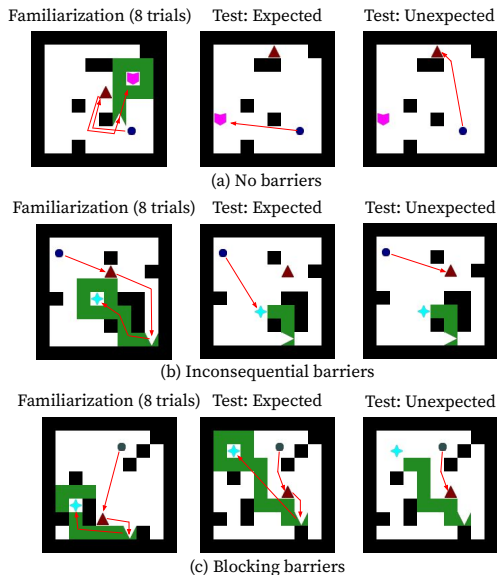 Familiarization (8 trials) Test: Expected Test: Unexpected
(a) No barriers
Familiarization (8 trials) Test: Expected Test: Unexpected
(b) Inconsequential barriers
Familiarization (8 trials) Test: Expected Test: Unexpected
(c) Blocking barriers